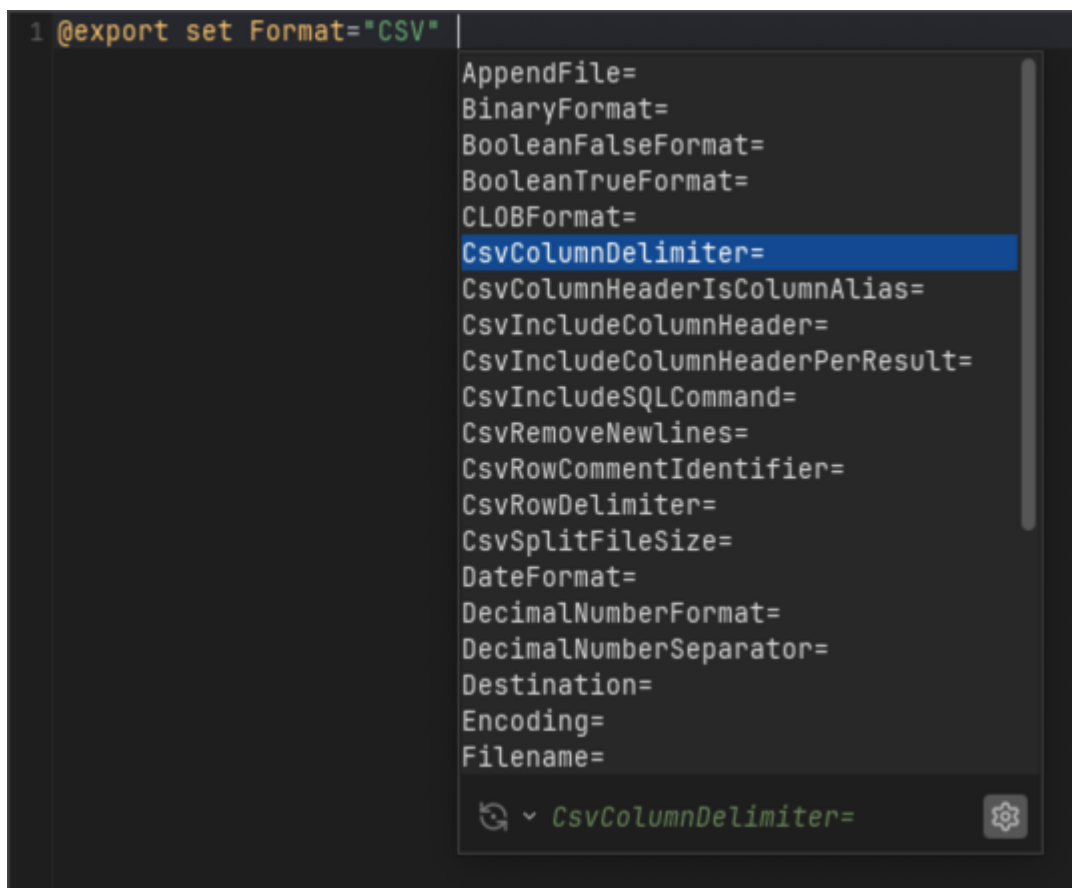 1 @export set Format="CSV"
AppendFile=
BinaryFormat=
BooleanFalseFormat=
BooleanTrueFormat=
CLOBFormat=
CsvColumnDelimiter=
CsvColumnHeaderIsColumnAlias=
CsvIncludeColumnHeader=
CsvIncludeColumnHeaderPerResult=
CsvIncludeSQLCommand=
CsvRemoveNewlines=
CsvRowCommentIdentifier=
CsvRowDelimiter=
CsvSplitFileSize=
DateFormat=
DecimalNumberFormat=
DecimalNumberSeparator=
Destination=
Encoding=
Filename=
CsvColumnDelimiter=